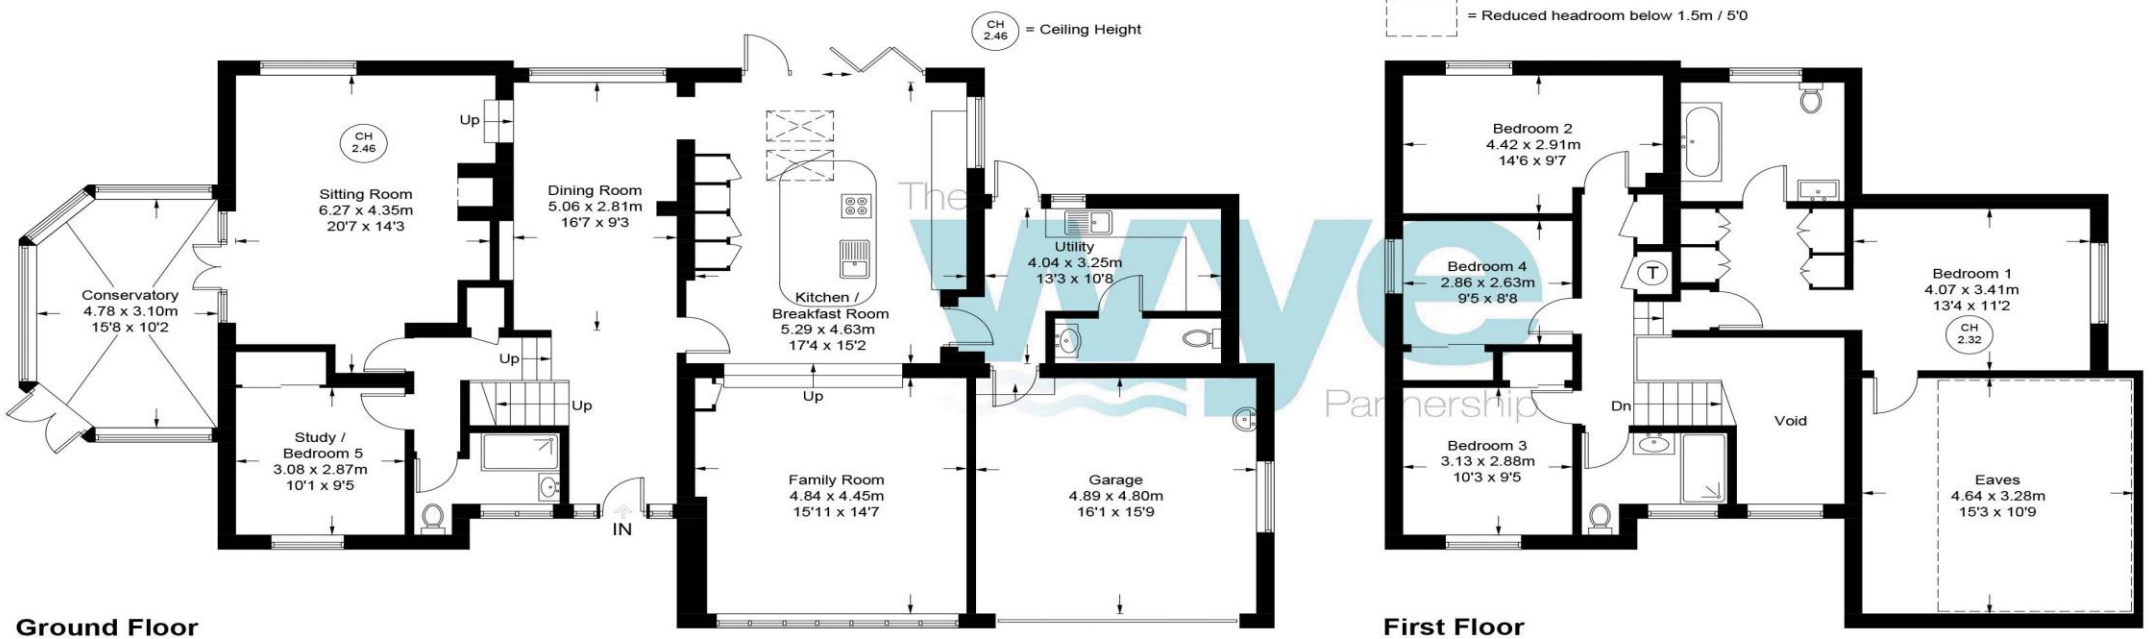 CH
2.46
= Ceiling Height
= Reduced headroom below 1.5m / 5'0
Up
CH
2.46
Sitting Room
6.27 x 4.35m
20'7 x 14'3
Dining Room
5.06 x 2.81m
16'7 x 9'3
Conservatory
4.78 x 3.10m
15'8 x 10'2
Kitchen /
Breakfast Room
5.29 x 4.63m
17'4 x 15'2
Utility
4.04 x 3.25m
13'3 x 10'8
Up
Up
Up
Study /
Bedroom 5
3.08 x 2.87m
10'1 x 9'5
Family Room
4.84 x 4.45m
15'11 x 14'7
Garage
4.89 x 4.80m
16'1 x 15'9
IN
Ground Floor
The
wye
Partnership
Bedroom 2
4.42 x 2.91m
14'6 x 9'7
Bedroom 4
2.86 x 2.63m
9'5 x 8'8
T
Bedroom 1
4.07 x 3.41m
13'4 x 11'2
CH
2.32
Dn
Void
Bedroom 3
3.13 x 2.88m
10'3 x 9'5
Eaves
4.64 x 3.28m
15'3 x 10'9
First Floor